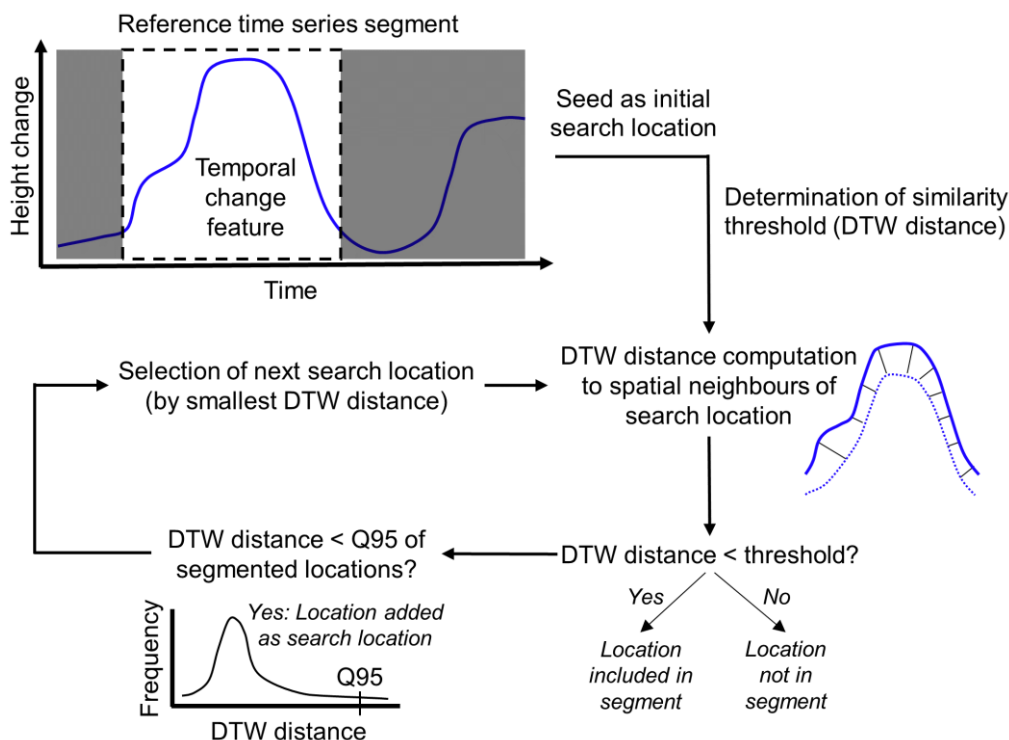 Reference time series segment
Height change
Temporal
change
feature
Time
Seed as initial
search location
Determination of similarity
threshold (DTW distance)
Selection of next search location
(by smallest DTW distance)
DTW distance computation
to spatial neighbours of
search location
DTW distance < Q95 of
segmented locations?
DTW distance < threshold?
Yes
No
Yes: Location added
as search location
Frequency
Q95
DTW distance
Location
included in
segment
Location
not in
segment